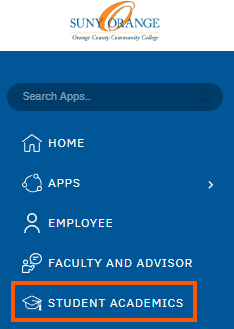 SUNY ORANGE
Orange County Community College
Search Apps..
HOME
APPS
EMPLOYEE
FACULTY AND ADVISOR
STUDENT ACADEMICS